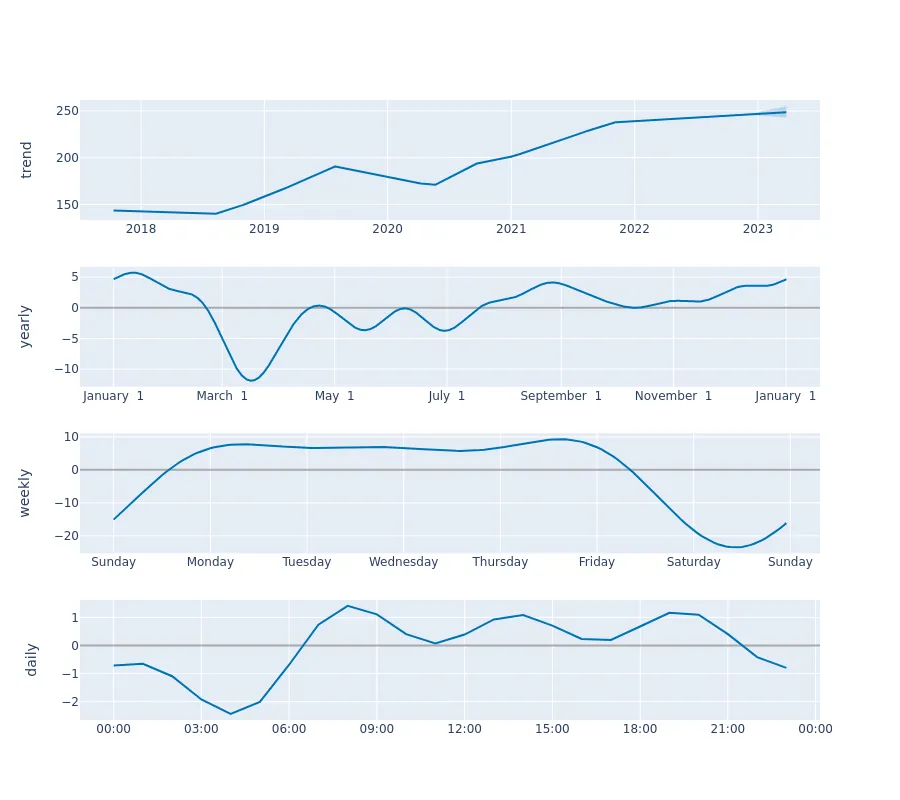 trend
250
200
150
2018 2019 2020 2021 2022 2023
yearly
5
0
−5
−10
January 1 March 1 May 1 July 1 September 1 November 1 January 1
weekly
10
0
−10
−20
Sunday Monday Tuesday Wednesday Thursday Friday Saturday Sunday
daily
1
0
−1
−2
00:00 03:00 06:00 09:00 12:00 15:00 18:00 21:00 00:00